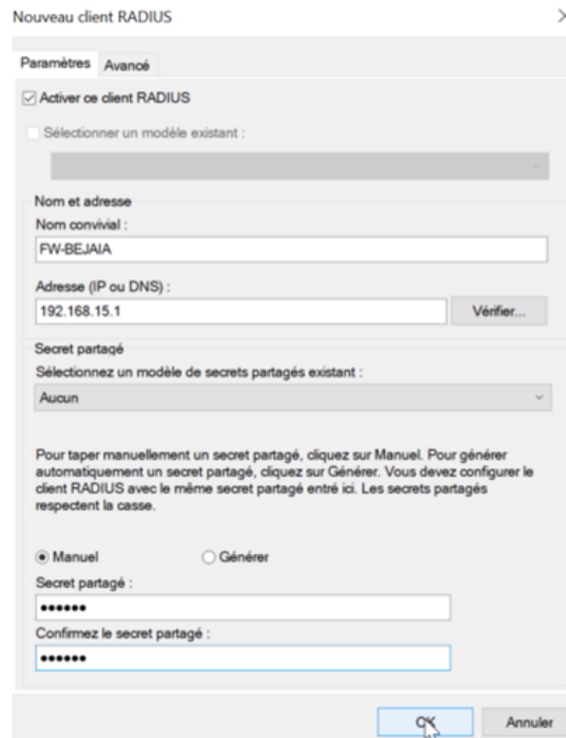 Nouveau client RADIUS
Paramètres Avancé
Activer ce client RADIUS
Sélectionner un modèle existant :
Nom et adresse
Nom convivial :
FW-BEJAIA
Adresse (IP ou DNS) :
192.168.15.1 Vérifier...
Secret partagé
Sélectionnez un modèle de secrets partagés existant :
Aucun
Pour taper manuellement un secret partagé, cliquez sur Manuel. Pour générer
automatiquement un secret partagé, cliquez sur Générer. Vous devez configurer le
client RADIUS avec le même secret partagé entré ici. Les secrets partagés
respectent la casse.
Manuel Générer
Secret partagé :
••••••
Confirmez le secret partagé :
••••••
OK Annuler